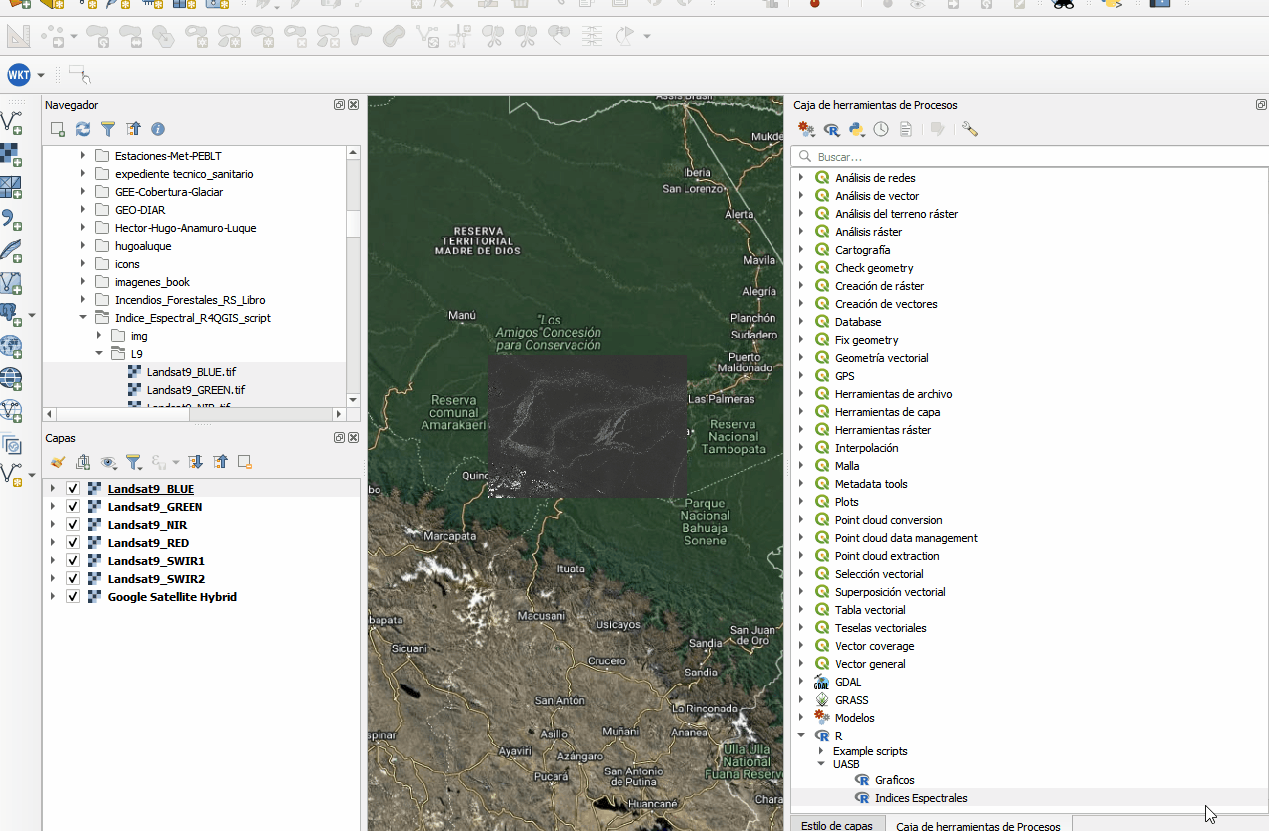 WKT
Navegador
Estaciones-Met-PEBLT
expediente tecnico_sanitario
GEE-Cobertura-Glaciar
GEO-DIAR
Hector-Hugo-Anamuro-Luque
hugoaluque
icons
imagenes_book
Incendios_Forestales_RS_Libro
Indice_Espectral_R4QGIS_script
img
L9
Landsat9_BLUE.tif
Landsat9_GREEN.tif
Capas
Landsat9_BLUE
Landsat9_GREEN
Landsat9_NIR
Landsat9_RED
Landsat9_SWIR1
Landsat9_SWIR2
Google Satellite Hybrid
Assis Brasil
Mukde
Iberia
San Lorenzo
Alerta
RESERVA
TERRITORIAL
MADRE DE DIOS
Mavila
Alegría
Manú
Planchón
"Los
Amigos"Concesión
para Conservación
Sudadero
Puerto
Maldonado
Reserva
comunal
Amarakaeri
Las Palmeras
Reserva
Nacional
Tambopata
Quinc
Parque
Nacional
Bahuaja
Sonene
Marcapata
Ituata
Macusani
Usicayos
San Juan
de Oro
bapata
Sicuani
Crucero
Sandia
Sandia
San Antón
La Rinconada
Asillo
Muñani
Ananea
Ayaviri
Azángaro
Ulla Ulla
National
Fauna Reserv
Pucará
San Antonio
de Putina
Huancané
Chara
Caja de herramientas de Procesos
Buscar...
Análisis de redes
Análisis de vector
Análisis del terreno ráster
Análisis ráster
Cartografía
Check geometry
Creación de ráster
Creación de vectores
Database
Fix geometry
Geometría vectorial
GPS
Herramientas de archivo
Herramientas de capa
Herramientas ráster
Interpolación
Malla
Metadata tools
Plots
Point cloud conversion
Point cloud data management
Point cloud extraction
Selección vectorial
Superposición vectorial
Tabla vectorial
Teselas vectoriales
Vector coverage
Vector general
GDAL
GRASS
Modelos
R
Example scripts
UASB
Graficos
Indices Espectrales
Estilo de capas
Caja de herramientas de Procesos